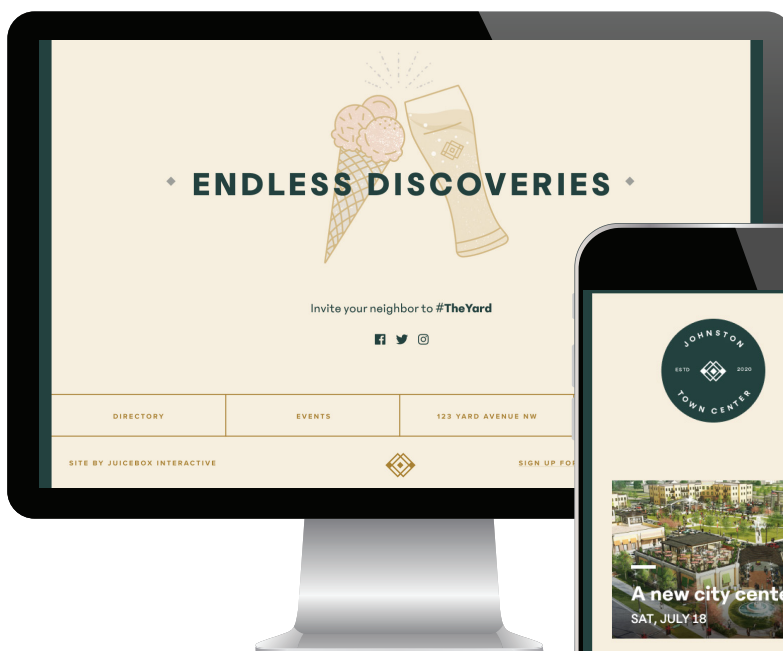 ENDLESS DISCOVERIES
Invite your neighbor to #TheYard
DIRECTORY
EVENTS
123 YARD AVENUE NW
SITE BY JUICEBOX INTERACTIVE
SIGN UP FOR
JOHNSTON
ESTD
2020
TOWN CENTER
A new city cente
SAT, JULY 18